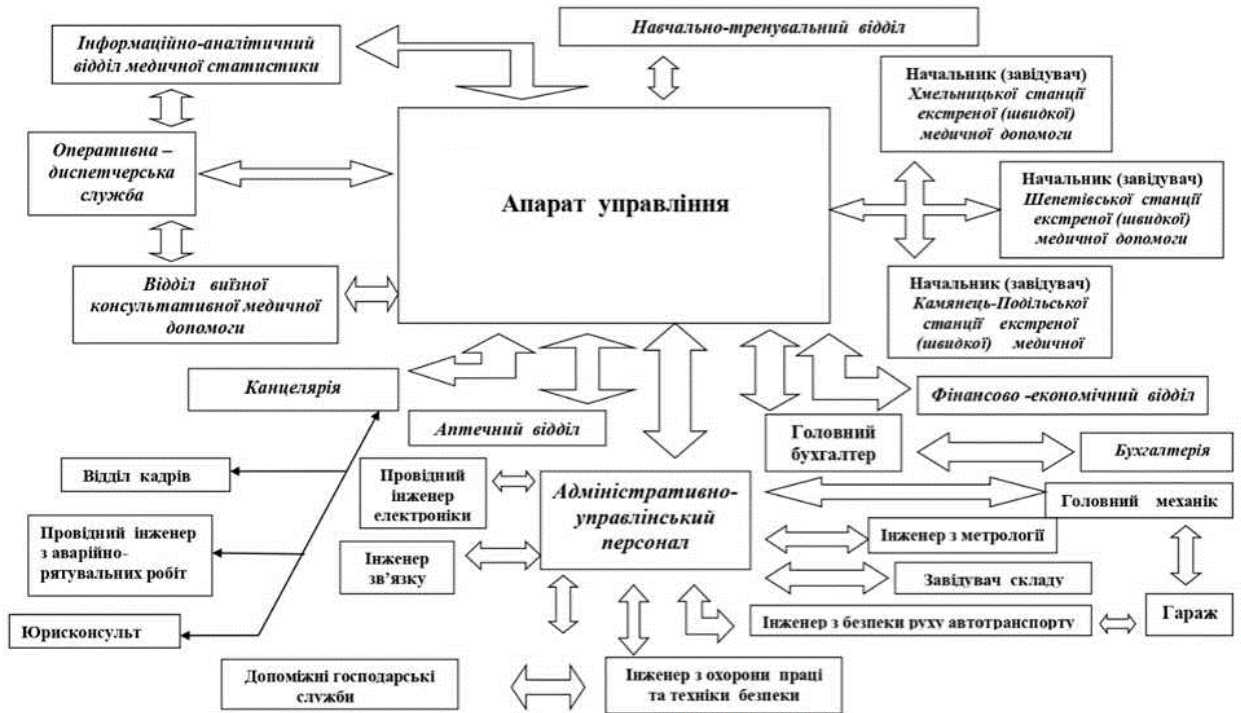 Навчально-тренувальний відділ
Інформаційно-аналітичний
відділ медичної статистики
Начальник (завідувач)
Хмельницької станції
екстреної (швидкої)
медичної допомоги
Оперативна –
диспетчерська
служба
Апарат управління
Начальник (завідувач)
Шепетівської станції
екстреної (швидкої)
медичної допомоги
Відділ виїзної
консультативної медичної
допомоги
Начальник (завідувач)
Камянець-Подільської
станції екстреної
(швидкої) медичної
Канцелярія
Фінансово -економічний відділ
Аптечний відділ
Головний
бухгалтер
Бухгалтерія
Відділ кадрів
Провідний
інженер
електроніки
Адміністративно-
управлінський
персонал
Головний механік
Провідний інженер
з аварійно-
рятувальних робіт
Інженер
зв’язку
Інженер з метрології
Завідувач складу
Юрисконсульт
Інженер з безпеки руху автотранспорту
Гараж
Допоміжні господарські
служби
Інженер з охорони праці
та техніки безпеки